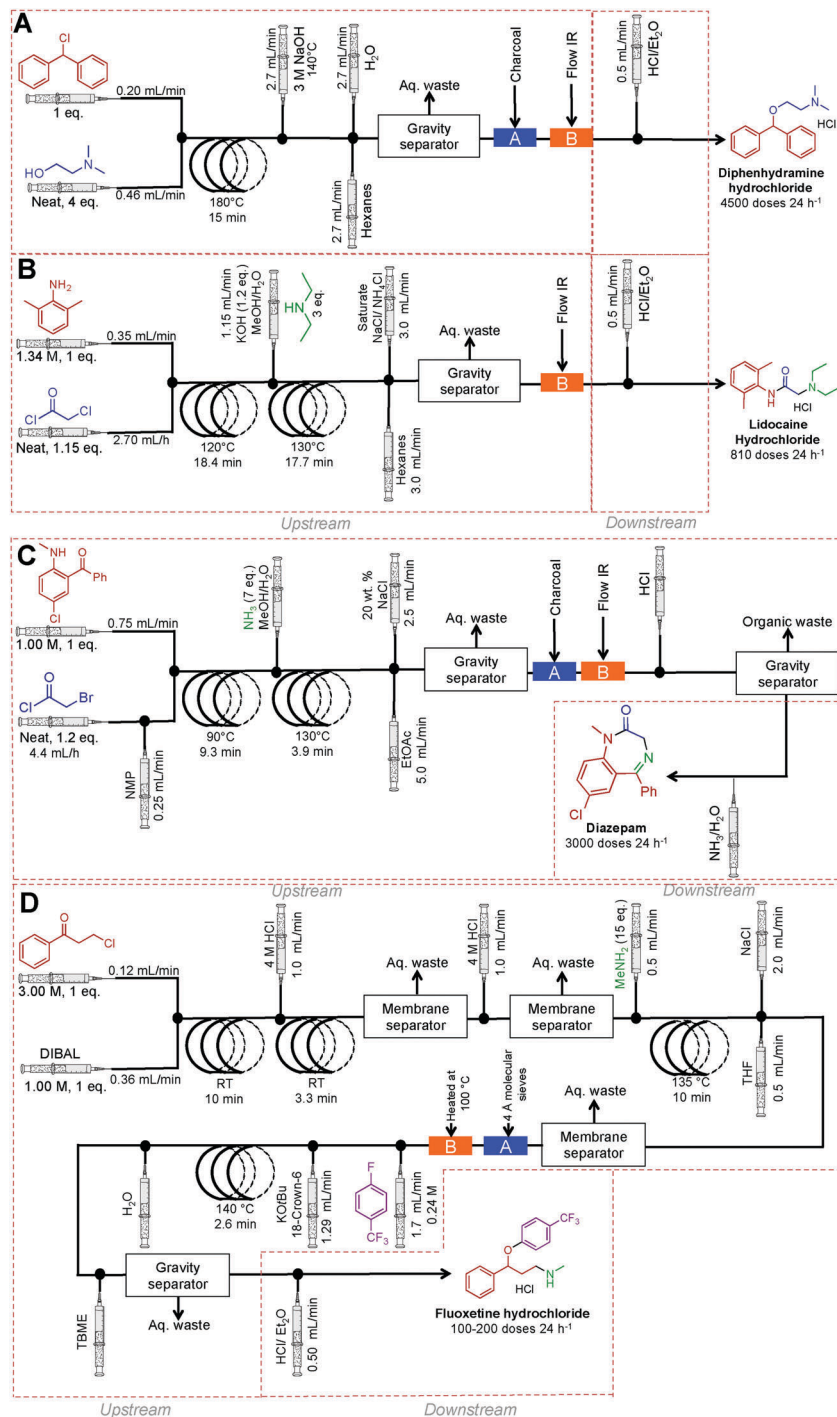 A
Cl
1 eq.
0.20 mL/min
HO
N
Neat, 4 eq.
0.46 mL/min
180°C
15 min
2.7 mL/min
3 M NaOH
140°C
2.7 mL/min
H2O
2.7 mL/min
Hexanes
Aq. waste
Gravity
separator
Charcoal
A
Flow IR
B
0.5 mL/min
HCl/Et2O
O
N
HCl
Diphenhydramine
hydrochloride
4500 doses 24 h-1
B
NH2
1.34 M, 1 eq.
0.35 mL/min
O
Cl
Cl
Neat, 1.15 eq.
2.70 mL/h
120°C
18.4 min
1.15 mL/min
KOH (1.2 eq.)
MeOH/H2O
HN
3 eq.
130°C
17.7 min
Saturate
NaCl/ NH4Cl
3.0 mL/min
Hexanes
3.0 mL/min
Aq. waste
Gravity
separator
Flow IR
B
0.5 mL/min
HCl/Et2O
O
N
N
H
HCl
Lidocaine
Hydrochloride
810 doses 24 h-1
Upstream
Downstream
C
NH
O
Ph
Cl
1.00 M, 1 eq.
0.75 mL/min
O
Cl
Br
Neat, 1.2 eq.
4.4 mL/h
NMP
0.25 mL/min
90°C
9.3 min
NH3 (7 eq.)
MeOH/H2O
130°C
3.9 min
20 wt. %
NaCl
2.5 mL/min
EtOAc
5.0 mL/min
Aq. waste
Gravity
separator
Charcoal
A
Flow IR
B
HCl
Organic waste
Gravity
separator
NH3/H2O
O
N
N
Cl
Ph
Diazepam
3000 doses 24 h-1
Upstream
Downstream
D
O
Cl
3.00 M, 1 eq.
0.12 mL/min
DIBAL
1.00 M, 1 eq.
0.36 mL/min
RT
10 min
4 M HCl
1.0 mL/min
RT
3.3 min
Aq. waste
Membrane
separator
4 M HCl
1.0 mL/min
Aq. waste
Membrane
separator
MeNH2 (15 eq.)
0.5 mL/min
135 °C
10 min
NaCl
2.0 mL/min
THF
0.5 mL/min
Aq. waste
Membrane
separator
4 A molecular
sieves
A
Heated at
100 °C
B
F
CF3
1.7 mL/min
0.24 M
KOtBu
18-Crown-6
1.29 mL/min
140 °C
2.6 min
H2O
TBME
Gravity
separator
Aq. waste
HCl/ Et2O
0.50 mL/min
CF3
O
N
H
HCl
Fluoxetine hydrochloride
100-200 doses 24 h-1
Upstream
Downstream